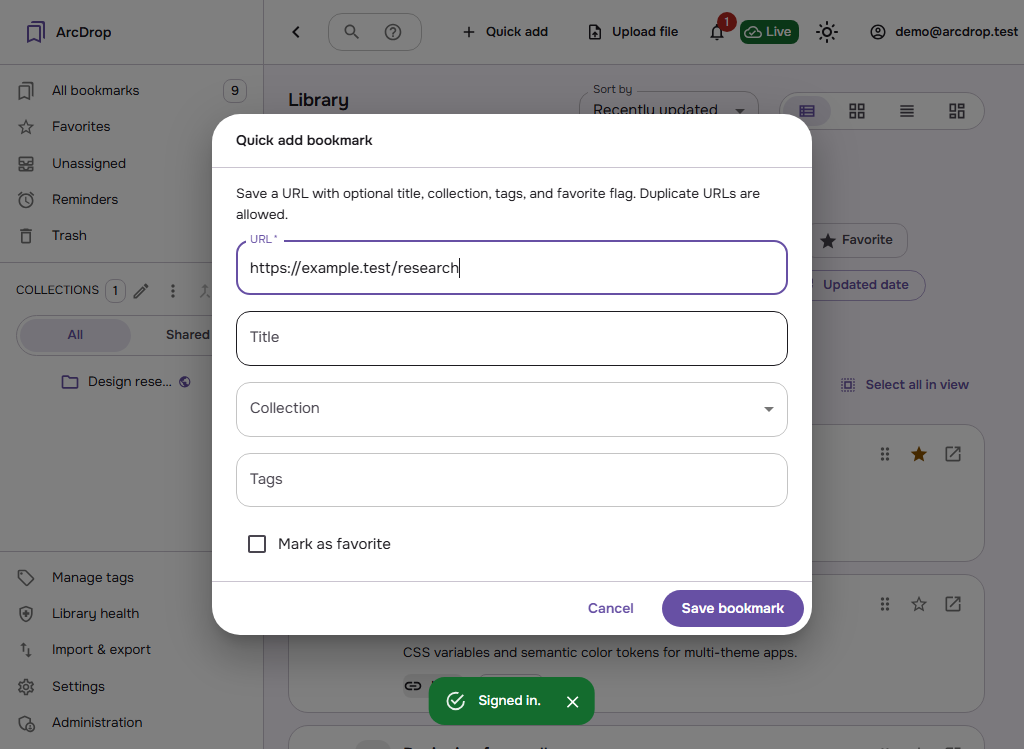 ArcDrop
Quick add
Upload file
1
Live
demo@arcdrop.test
All bookmarks
9
Favorites
Unassigned
Reminders
Trash
COLLECTIONS
1
All
Shared
Design rese...
Manage tags
Library health
Import & export
Settings
Administration
Library
Sort by
Recently updated
Favorite
Updated date
Select all in view
Quick add bookmark
Save a URL with optional title, collection, tags, and favorite flag. Duplicate URLs are
allowed.
URL *
https://example.test/research
Title
Collection
Tags
Mark as favorite
Cancel
Save bookmark
CSS variables and semantic color tokens for multi-theme apps.
Signed in.